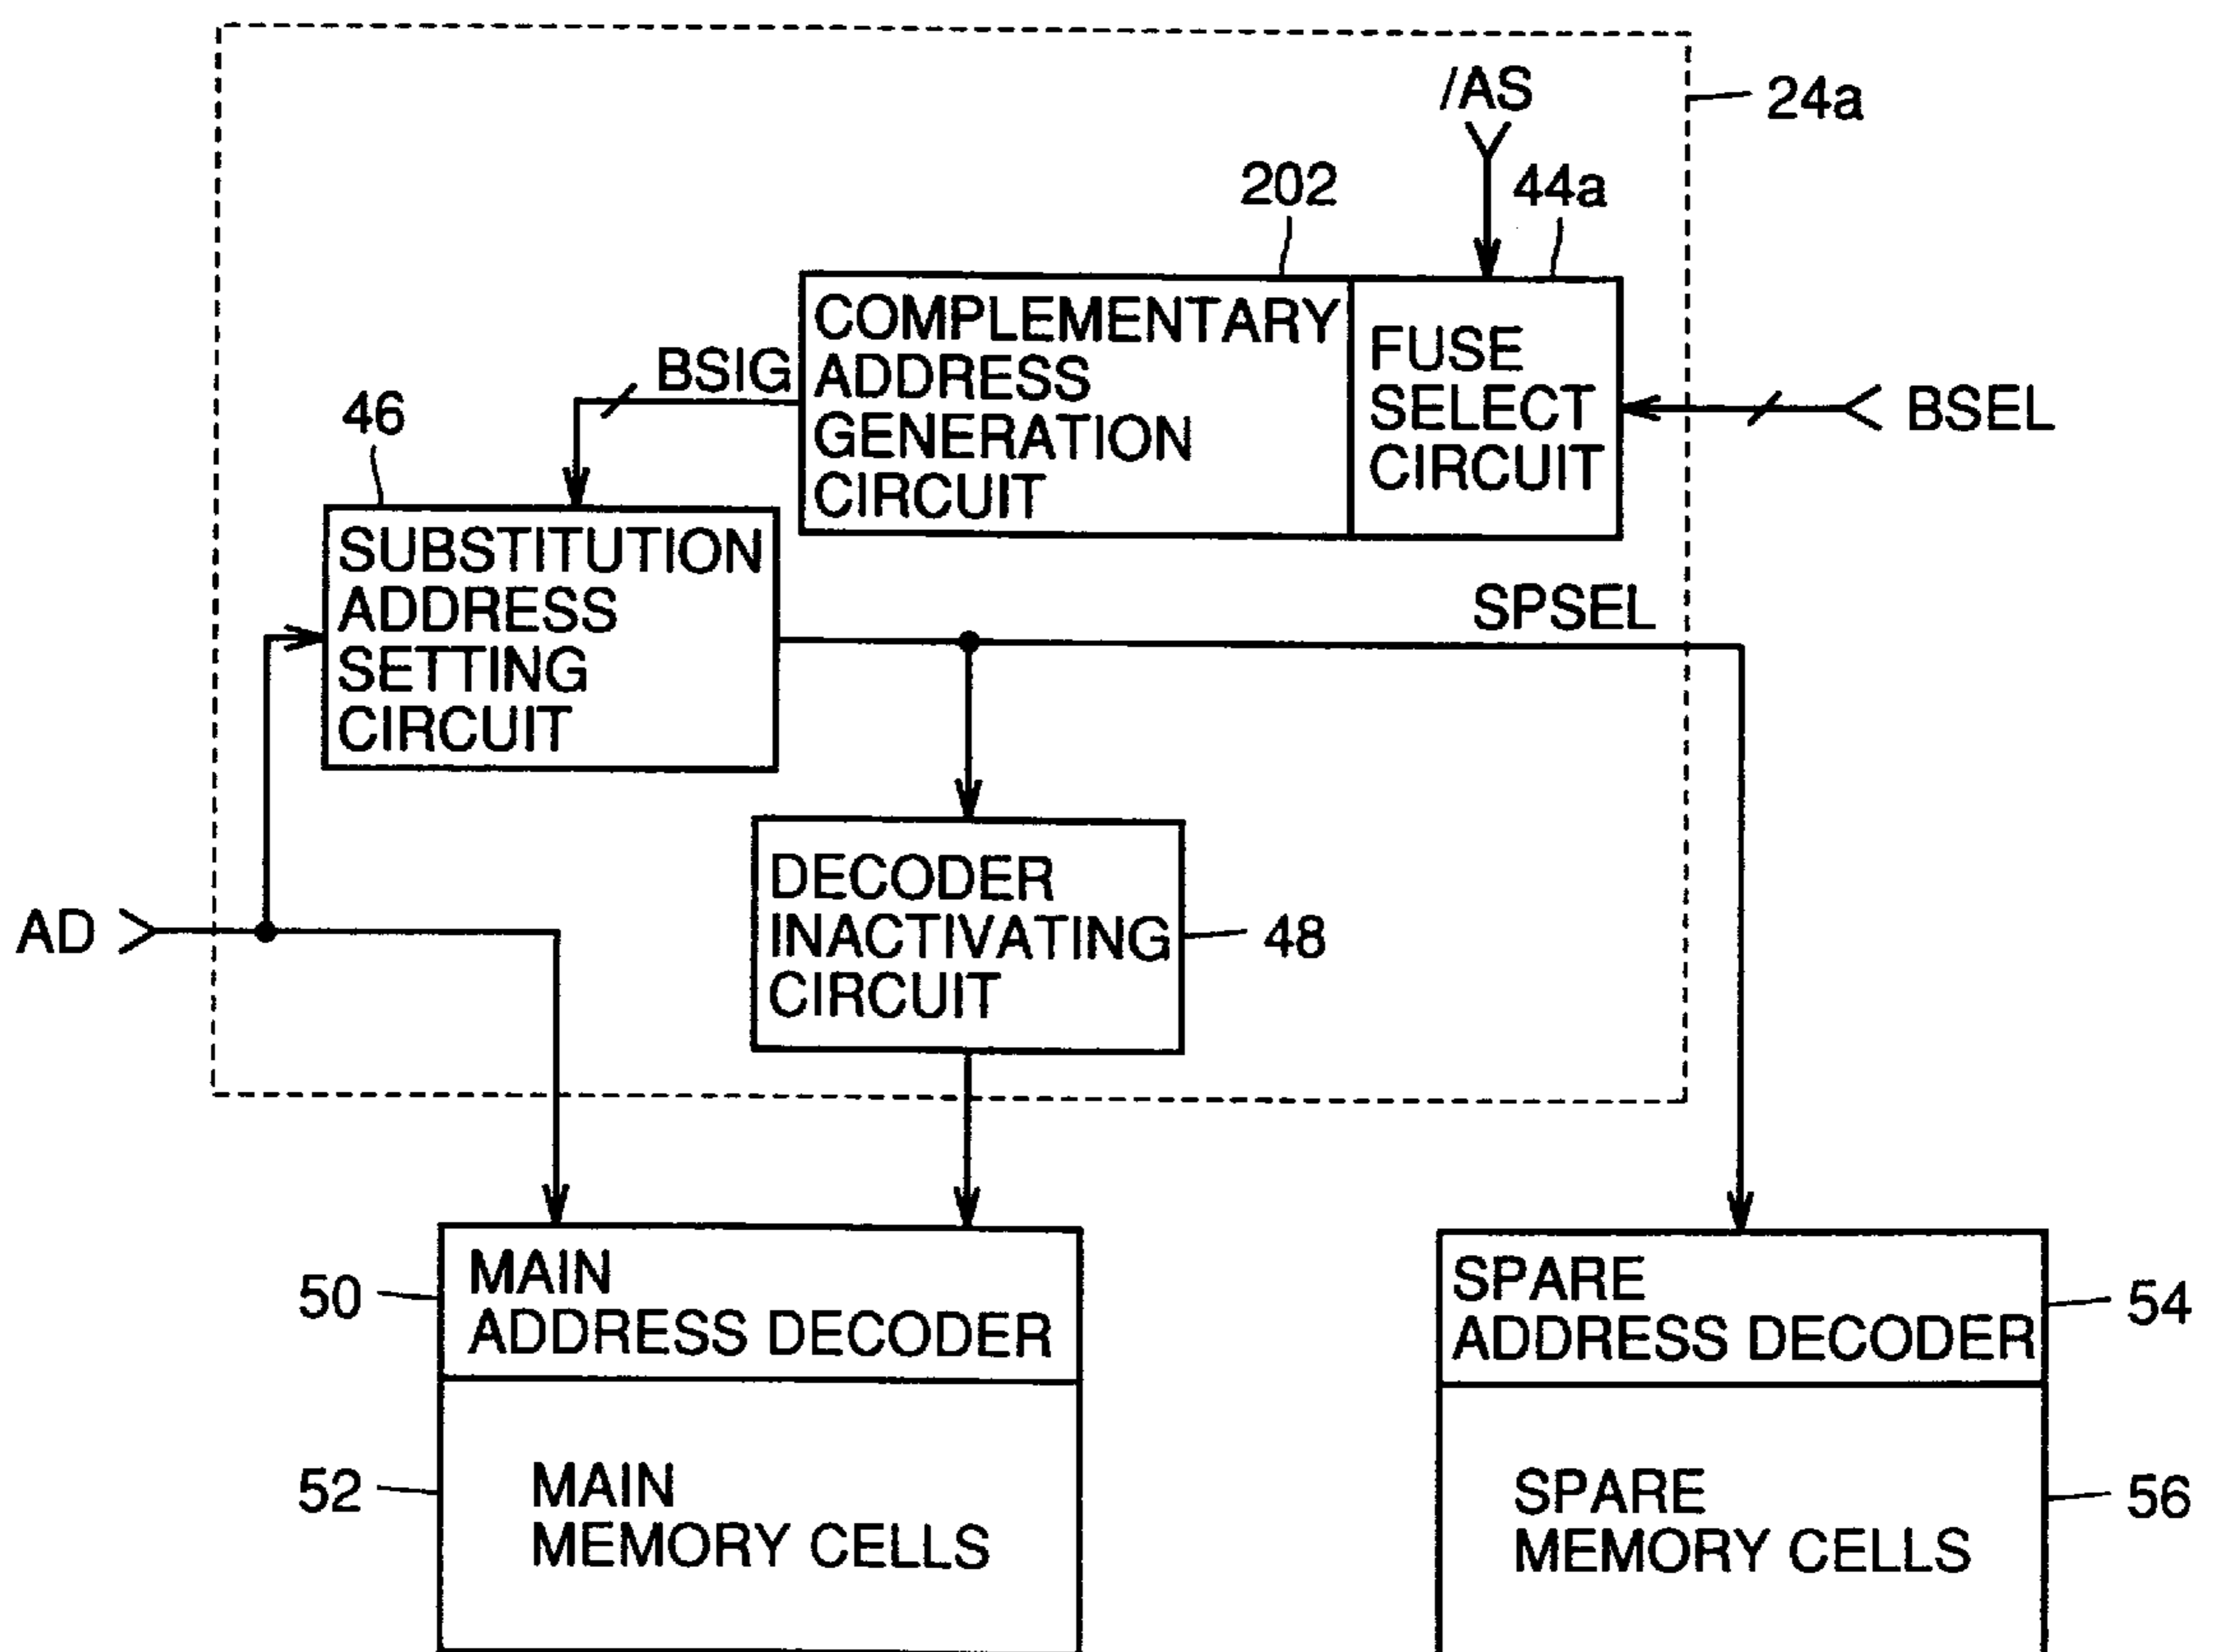 /AS
24a
202
44a
COMPLEMENTARY
ADDRESS
GENERATION
CIRCUIT
FUSE
SELECT
CIRCUIT
BSIG
BSEL
46
SUBSTITUTION
ADDRESS
SETTING
CIRCUIT
SPSEL
DECODER
INACTIVATING
CIRCUIT
48
AD
50
MAIN
ADDRESS DECODER
SPARE
ADDRESS DECODER
54
52
MAIN
MEMORY CELLS
SPARE
MEMORY CELLS
56